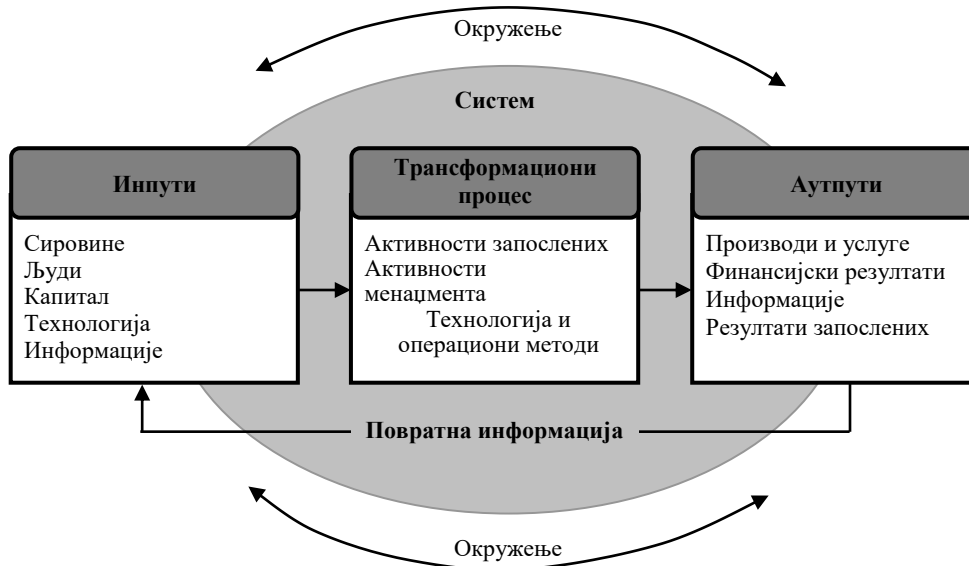 Окружење
Систем
Инпути
Сировине
Људи
Капитал
Технологија
Информације
Трансформациони
процес
Активности запослених
Активности
менаџмента
Технологија и
операциони методи
Аутпути
Производи и услуге
Финансијски резултати
Информације
Резултати запослених
Повратна информација
Окружење